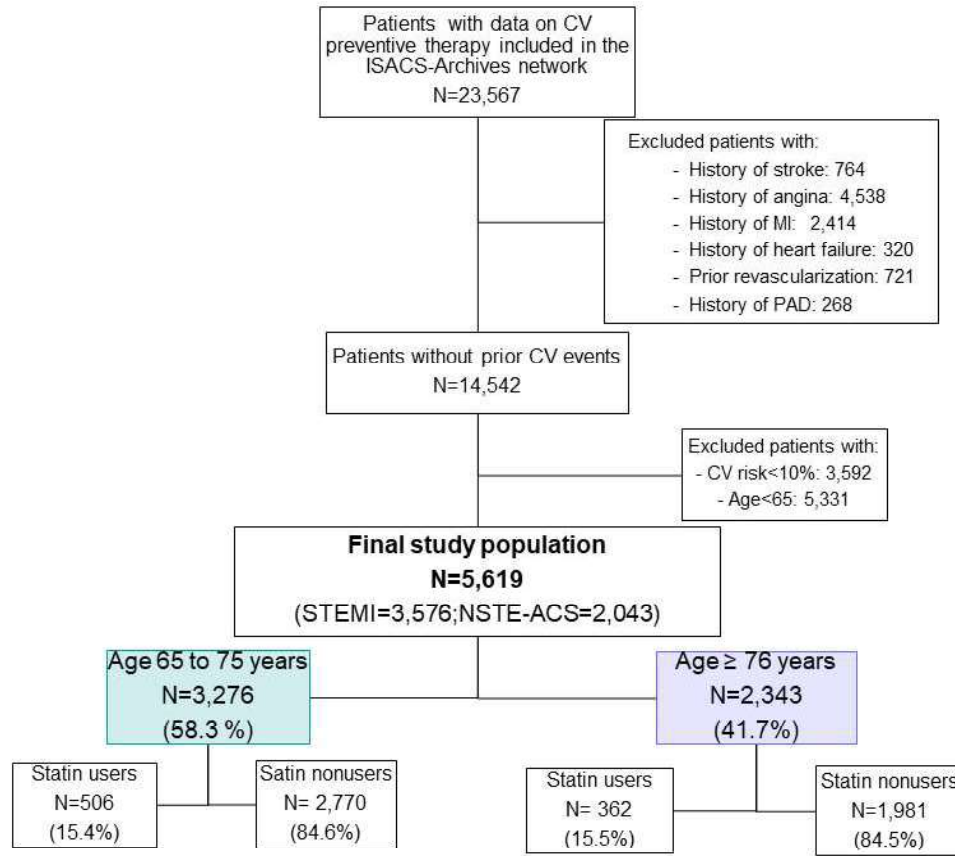 Patients with data on CV
preventive therapy included in the
ISACS-Archives network
N=23,567
Excluded patients with:
- History of stroke: 764
- History of angina: 4,538
- History of MI: 2,414
- History of heart failure: 320
- Prior revascularization: 721
- History of PAD: 268
Patients without prior CV events
N=14,542
Excluded patients with:
- CV risk<10%: 3,592
- Age<65: 5,331
Final study population
N=5,619
(STEMI=3,576;NSTE-ACS=2,043)
Age 65 to 75 years
N=3,276
(58.3 %)
Age ≥ 76 years
N=2,343
(41.7%)
Statin users
N=506
(15.4%)
Satin nonusers
N= 2,770
(84.6%)
Statin users
N= 362
(15.5%)
Statin nonusers
N=1,981
(84.5%)